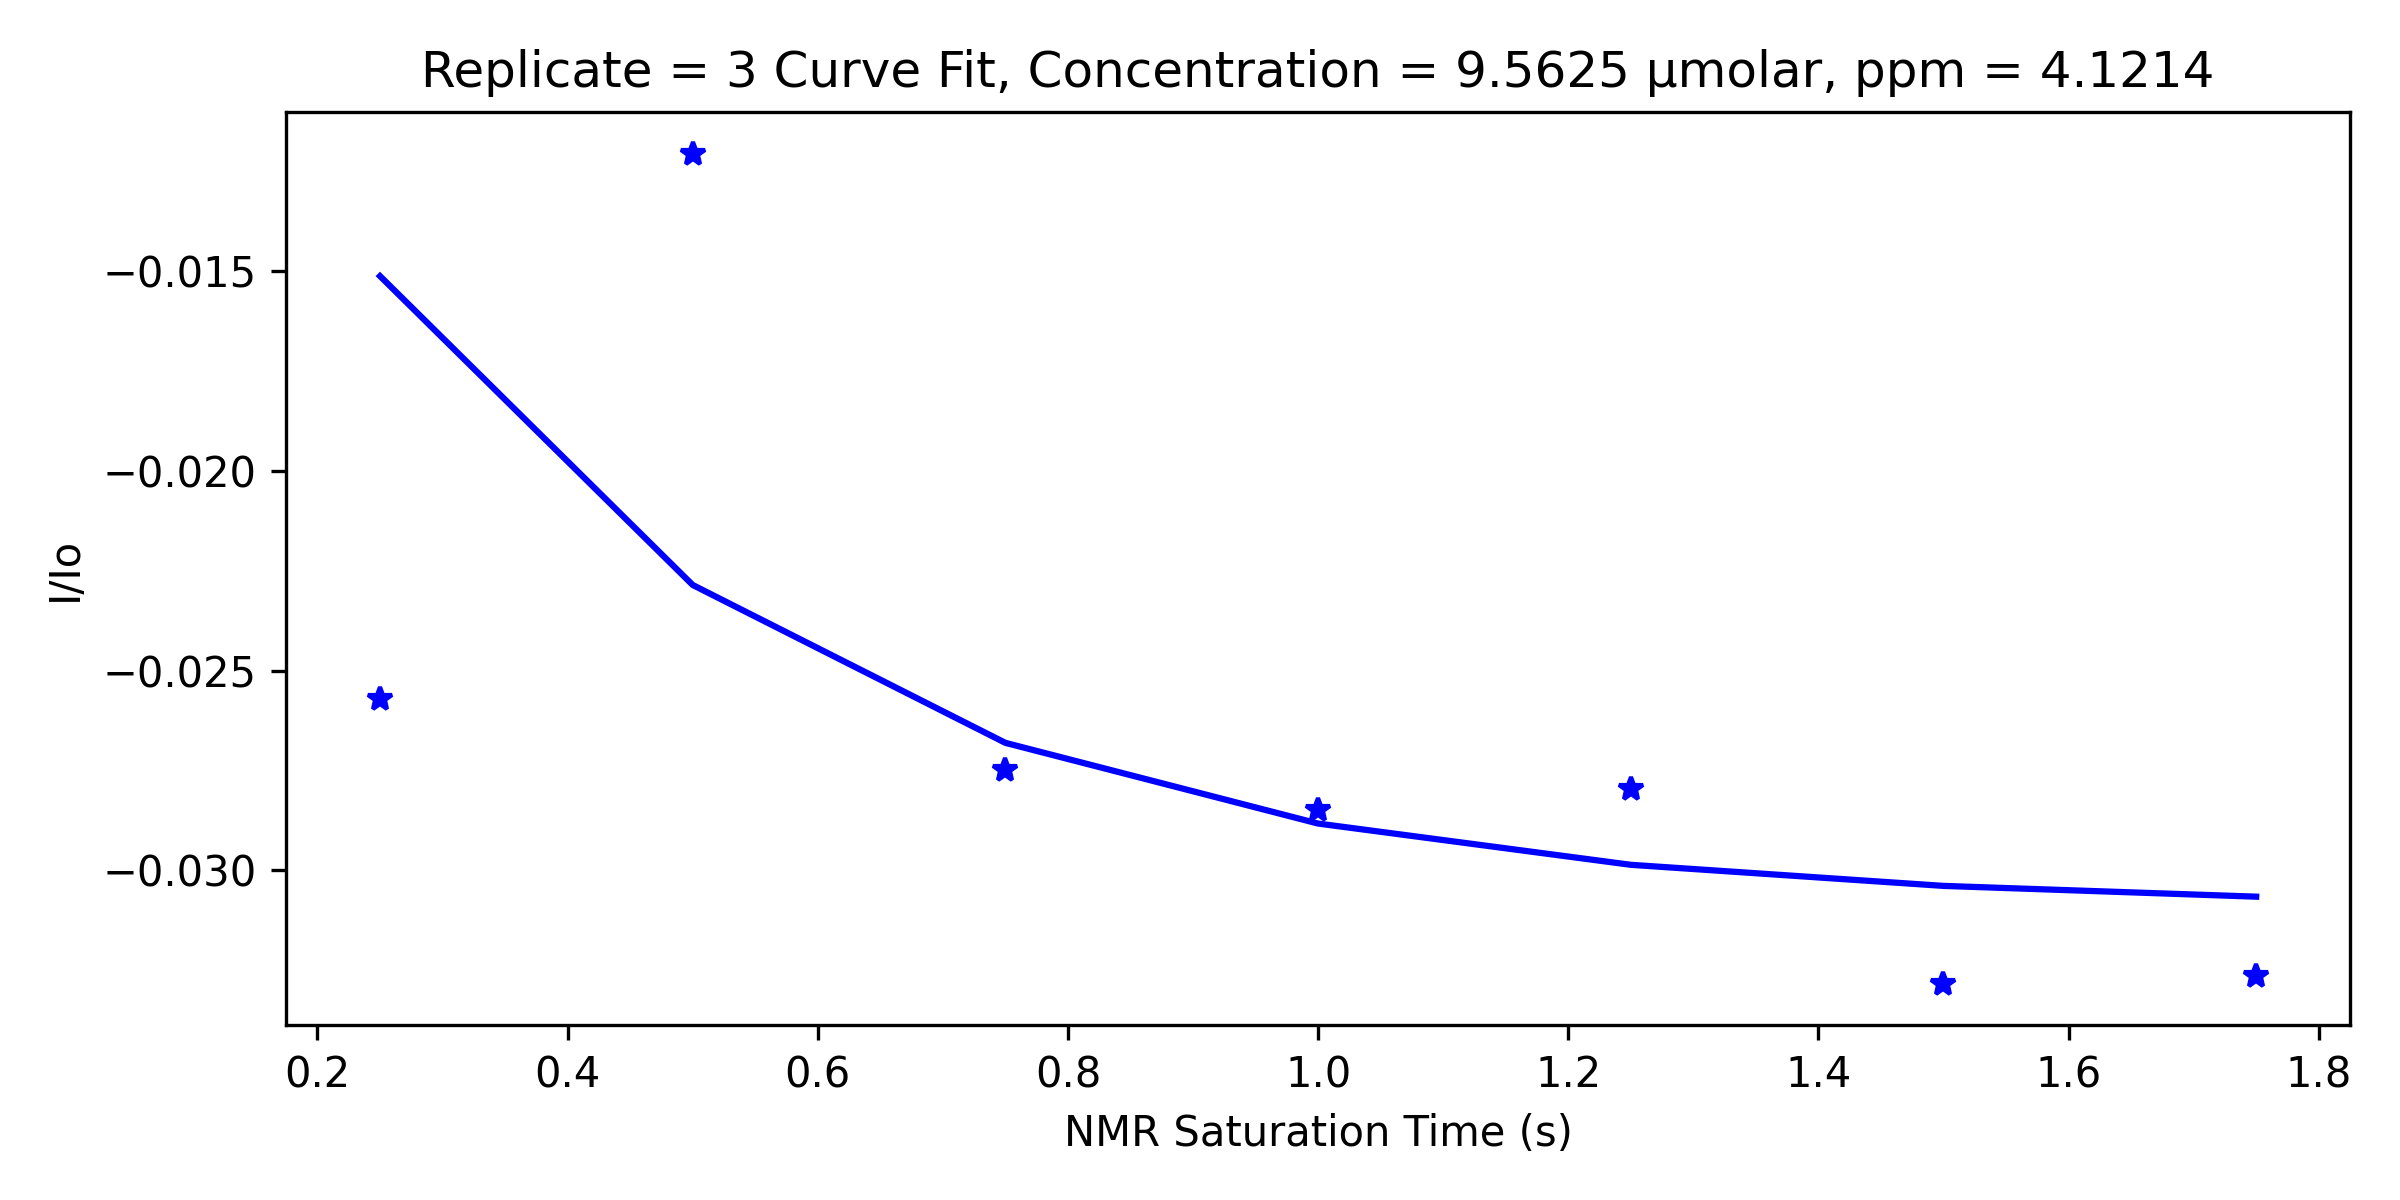 Replicate = 3 Curve Fit, Concentration = 9.5625 µmolar, ppm = 4.1214
−0.015
−0.020
−0.025
−0.030
I/Io
0.2 0.4 0.6 0.8 1.0 1.2 1.4 1.6 1.8
NMR Saturation Time (s)